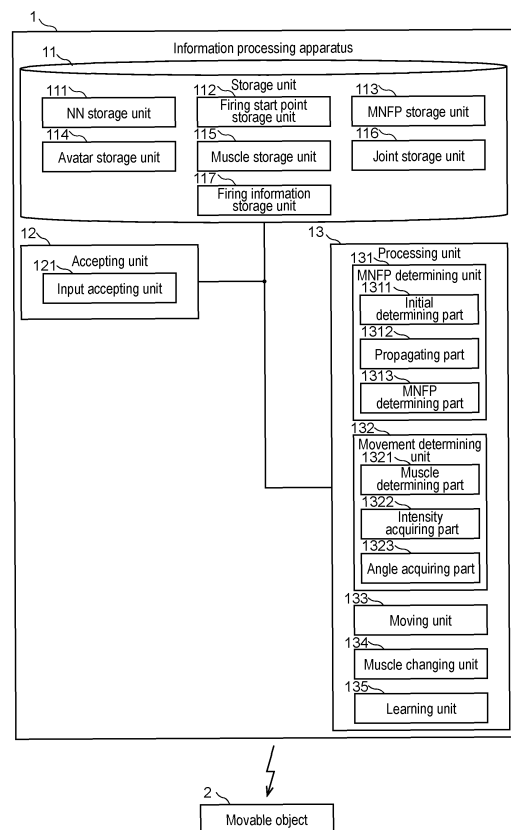 1
Information processing apparatus
11
Storage unit
111
NN storage unit
112
Firing start point
storage unit
113
MNFP storage unit
114
Avatar storage unit
115
Muscle storage unit
116
Joint storage unit
117
Firing information
storage unit
12
Accepting unit
121
Input accepting unit
13
Processing unit
131
MNFP determining unit
1311
Initial
determining part
1312
Propagating part
1313
MNFP
determining part
132
Movement determining
unit
1321
Muscle
determining part
1322
Intensity
acquiring part
1323
Angle acquiring part
133
Moving unit
134
Muscle changing unit
135
Learning unit
2
Movable object